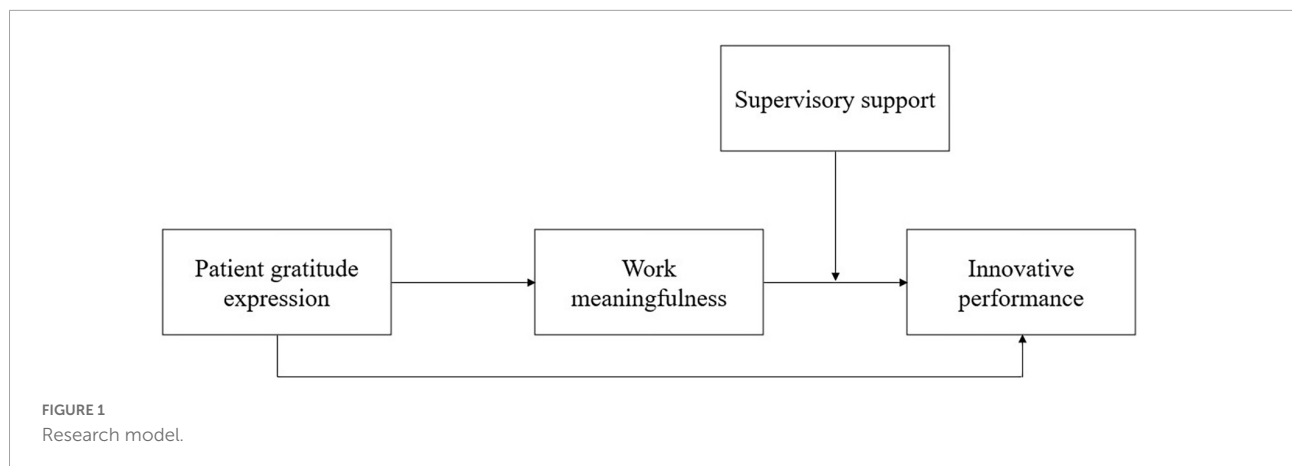 Supervisory support
Patient gratitude
expression
Work
meaningfulness
Innovative
performance
FIGURE 1
Research model.